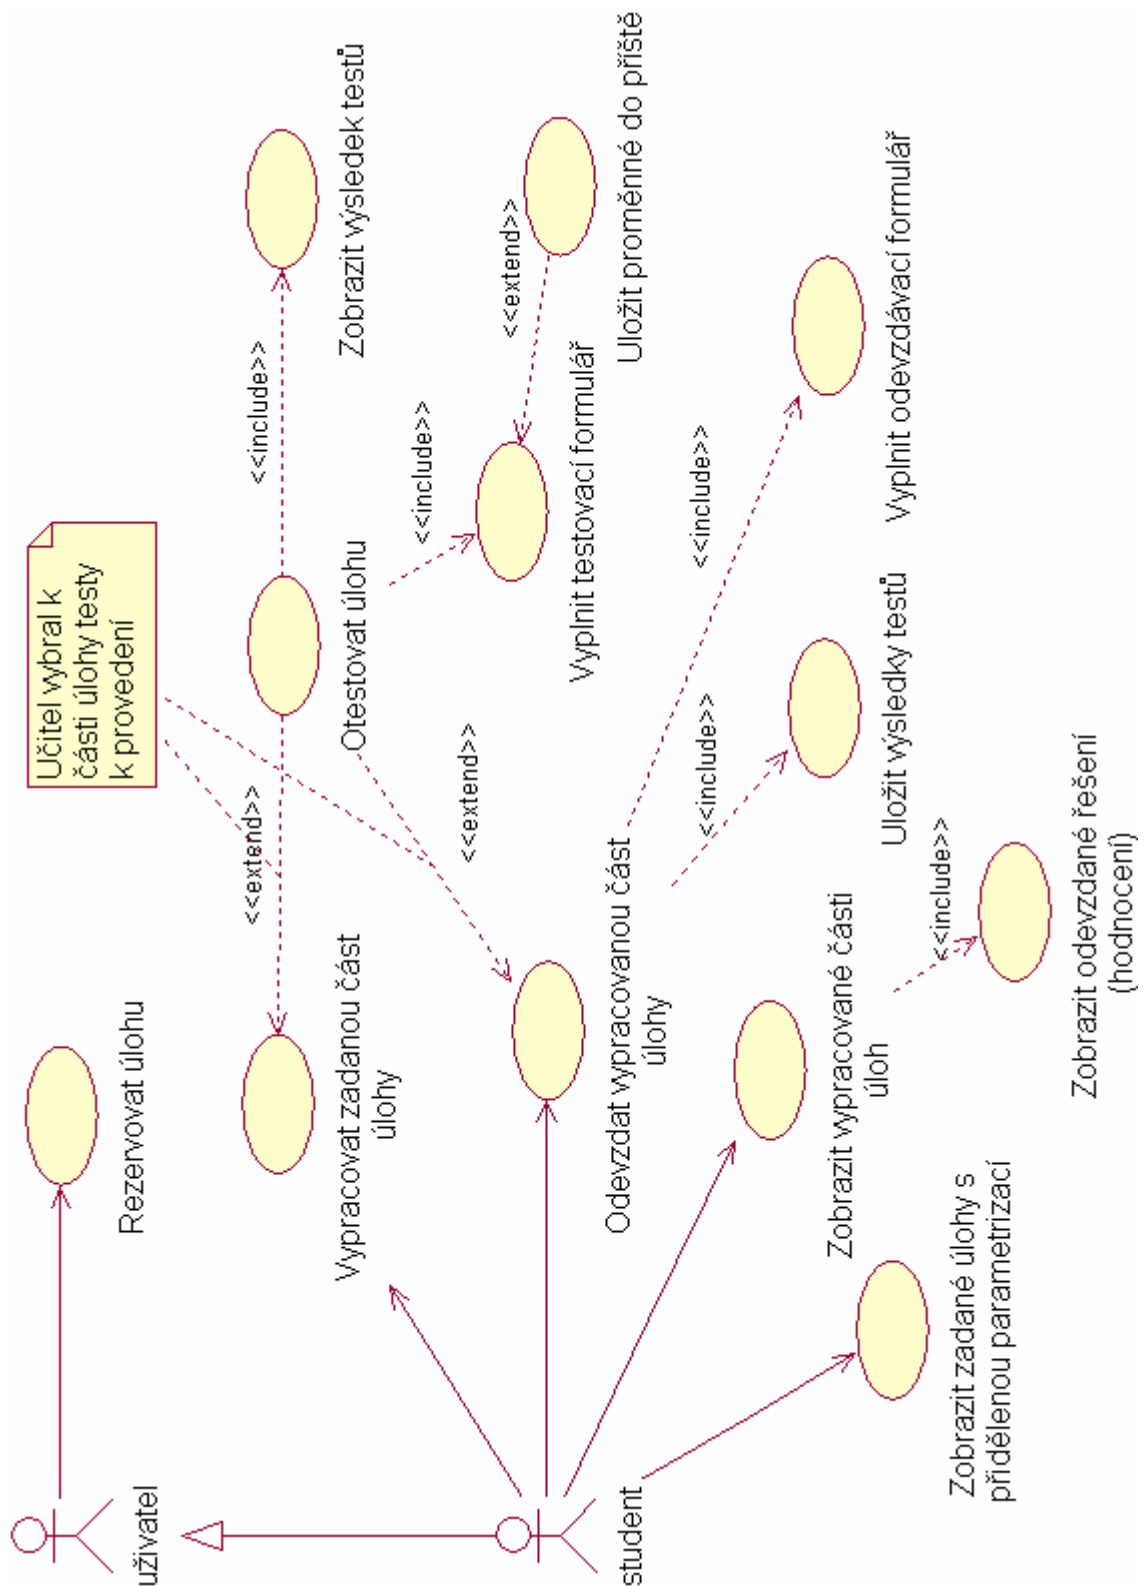 Učitel vybral k
části úlohy testy
k provedení
uživatel
Rezervovat úlohu
<<extend>>
<<include>>
Vypracovat zadanou část
úlohy
Otestovat úlohu
Zobrazit výsledek testů
<<include>>
<<extend>>
<<extend>>
Vyplnit testovací formulář
student
Odevzdat vypracovanou část
úlohy
Uložit proměnné do příště
<<include>>
<<include>>
Zobrazit vypracované části
úloh
Uložit výsledky testů
Vyplnit odevzdávací formulář
<<include>>
Zobrazit zadané úlohy s
přidělenou parametrizací
Zobrazit odevzdané řešení
(hodnocení)